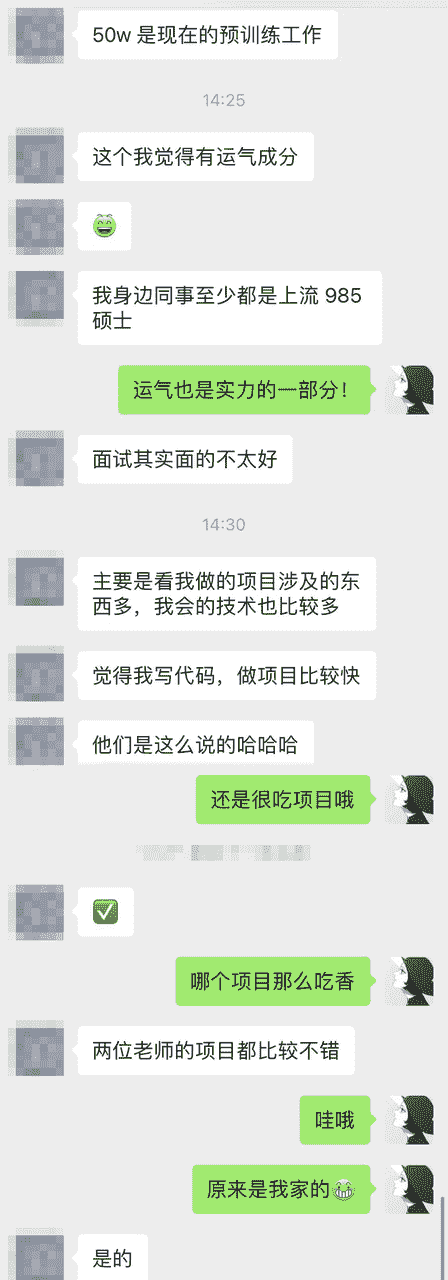 50w 是现在的预训练工作
14:25
这个我觉得有运气成分
我身边同事至少都是上流 985
硕士
运气也是实力的一部分！
面试其实面的不太好
14:30
主要是看我做的项目涉及的东
西多，我会的技术也比较多
觉得我写代码，做项目比较快
他们是这么说的哈哈哈
还是很吃项目哦
哪个项目那么吃香
两位老师的项目都比较不错
哇哦
原来是我家的
是的